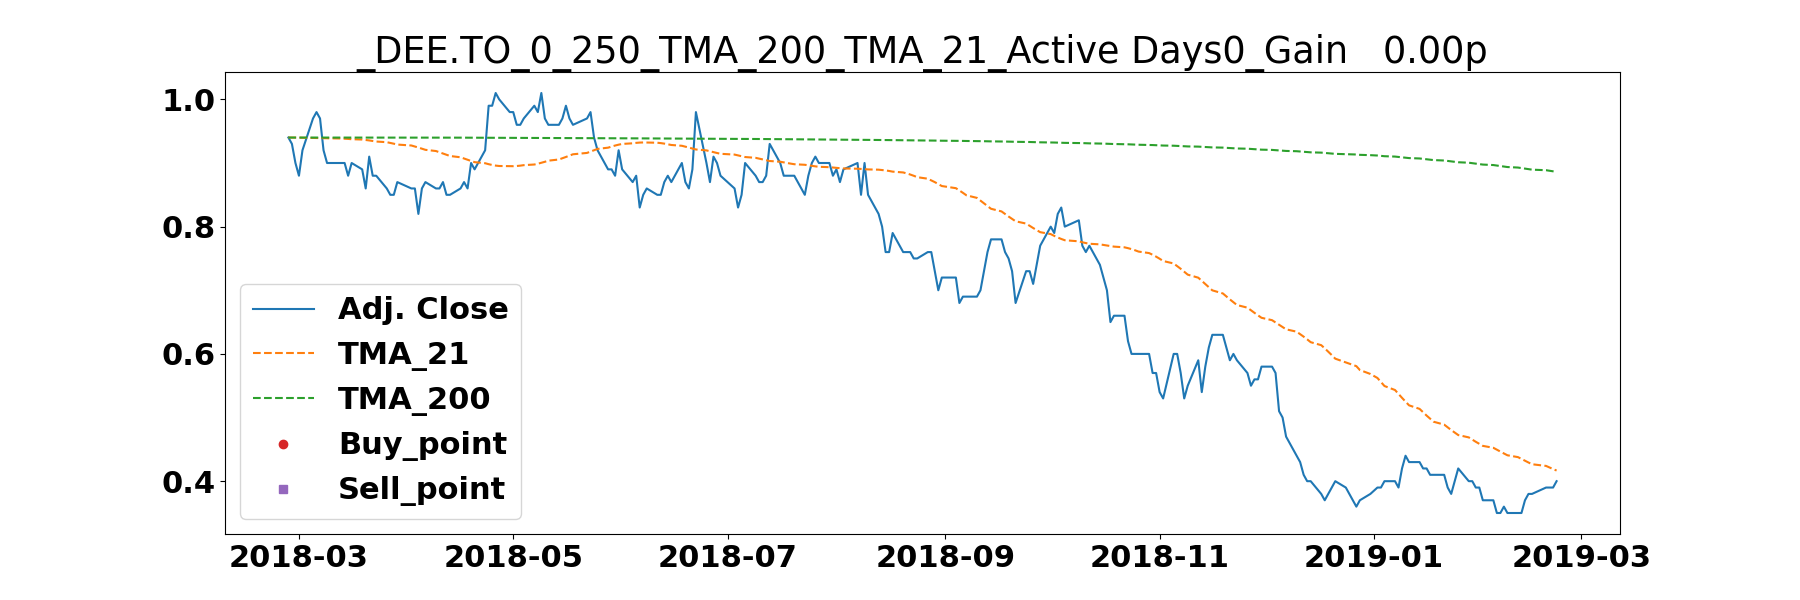 _DEE.TO_0_250_TMA_200_TMA_21_Active Days0_Gain   0.00p
1.0
0.8
0.6
0.4
Adj. Close
TMA_21
TMA_200
Buy_point
Sell_point
2018-03 2018-05 2018-07 2018-09 2018-11 2019-01 2019-03